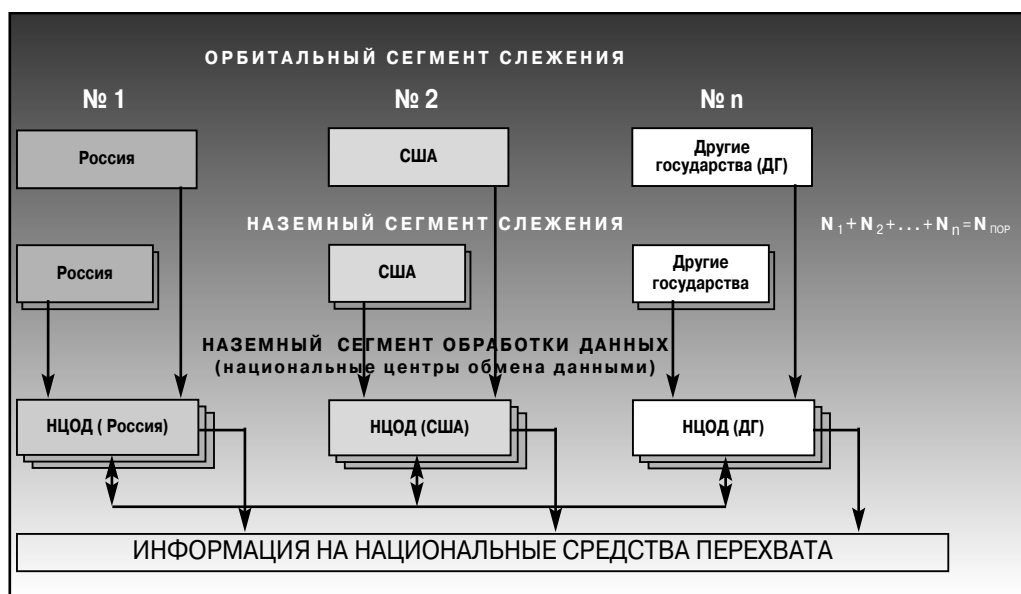 ОРБИТАЛЬНЫЙ СЕГМЕНТ СЛЕЖЕНИЯ
№ 1 № 2 № n
Россия США Другие
государства (ДГ)
НАЗЕМНЫЙ СЕГМЕНТ СЛЕЖЕНИЯ
N1+N2+...+Nn=NПОР
Россия США Другие
государства
НАЗЕМНЫЙ СЕГМЕНТ ОБРАБОТКИ ДАННЫХ
(национальные центры обмена данными)
НЦОД ( Россия) НЦОД (США) НЦОД (ДГ)
ИНФОРМАЦИЯ НА НАЦИОНАЛЬНЫЕ СРЕДСТВА ПЕРЕХВАТА